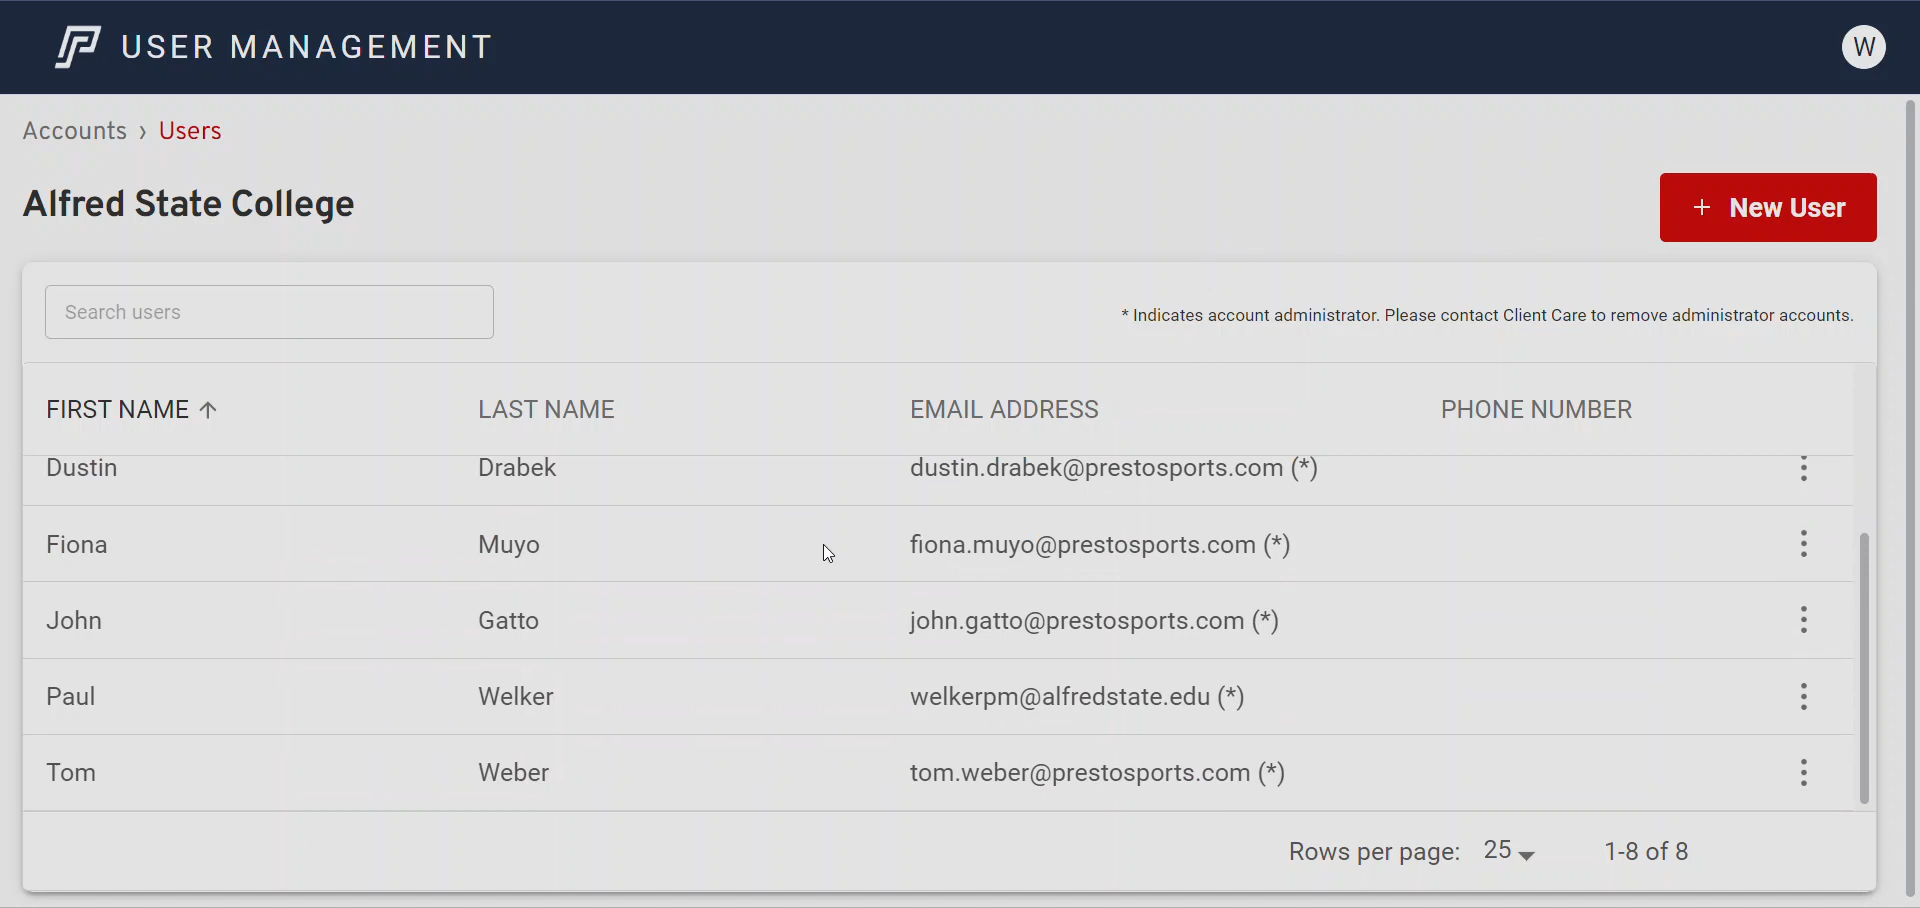 USER MANAGEMENT
W
Accounts › Users
Alfred State College
+ New User
Search users
* Indicates account administrator. Please contact Client Care to remove administrator accounts.
FIRST NAME ↑ LAST NAME EMAIL ADDRESS PHONE NUMBER
Dustin Drabek dustin.drabek@prestosports.com (*)
Fiona Muyo fiona.muyo@prestosports.com (*)
John Gatto john.gatto@prestosports.com (*)
Paul Welker welkerpm@alfredstate.edu (*)
Tom Weber tom.weber@prestosports.com (*)
Rows per page: 25 1-8 of 8